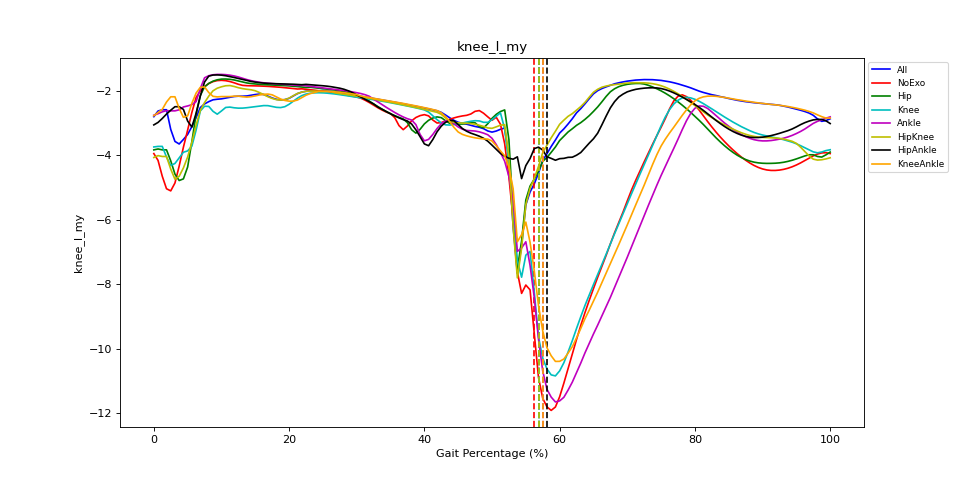 knee_l_my
−2
−4
−6
−8
−10
−12
knee_l_my
0
20
40
60
80
100
Gait Percentage (%)
All
NoExo
Hip
Knee
Ankle
HipKnee
HipAnkle
KneeAnkle